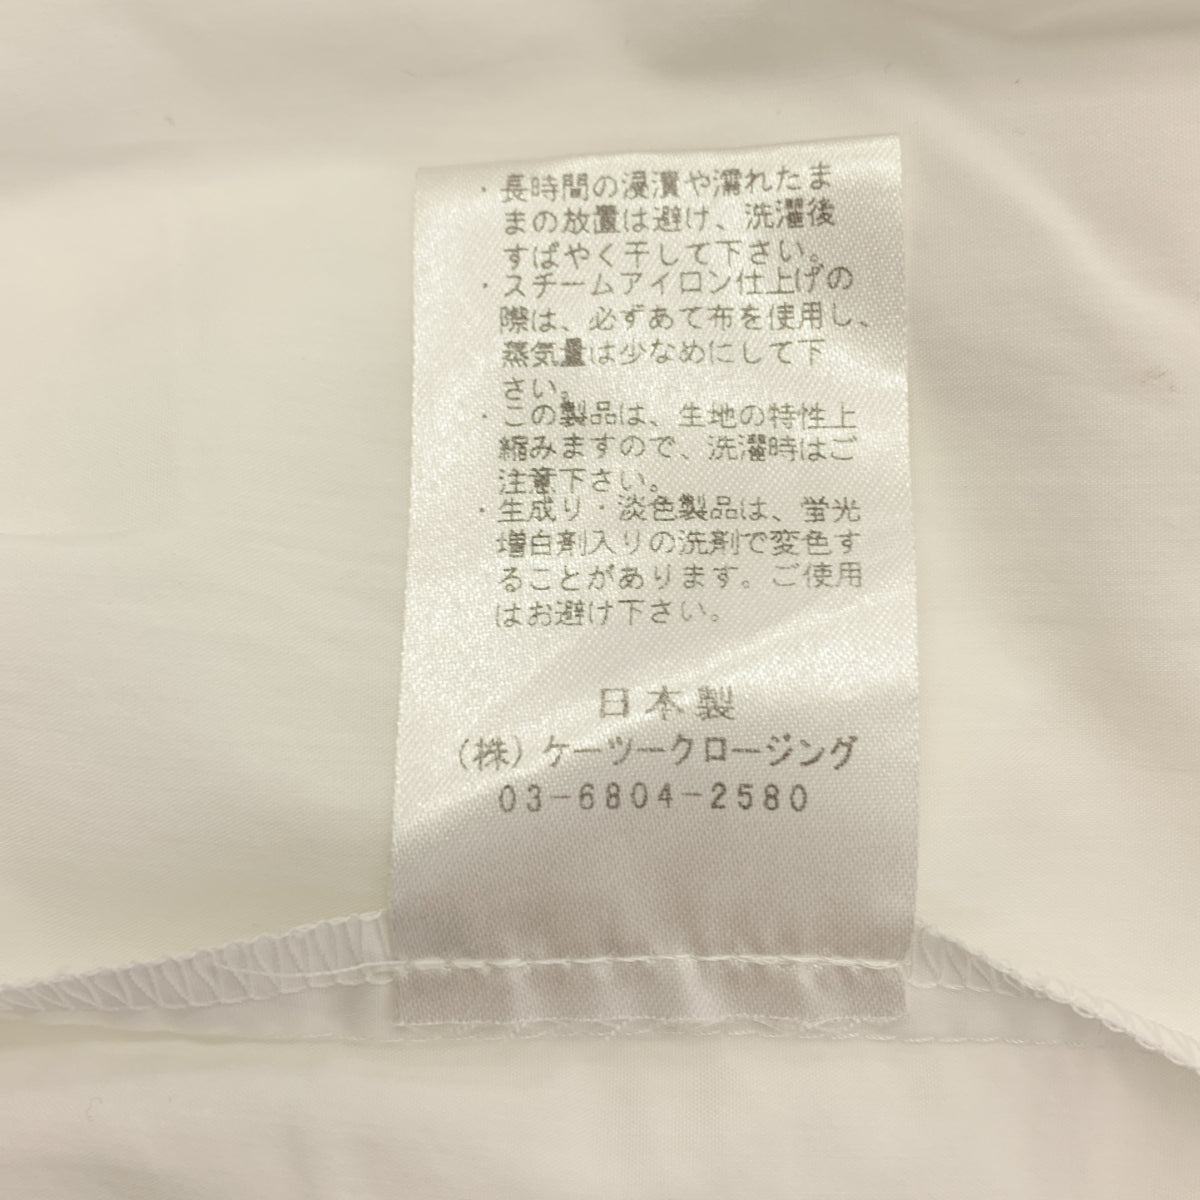 ・長時間の浸漬や濡れたま
まの放置は避け、洗濯後
すばやく干して下さい。
・スチームアイロン仕上げの
際は、必ずあて布を使用し、
蒸気量は少なめにして下
さい。
・この製品は、生地の特性上
縮みますので、洗濯時はご
注意下さい。
・生成り・淡色製品は、蛍光
増白剤入りの洗剤で変色す
ることがあります。ご使用
はお避け下さい。
日本製
(株)ケーツークロージング
03-6804-2580